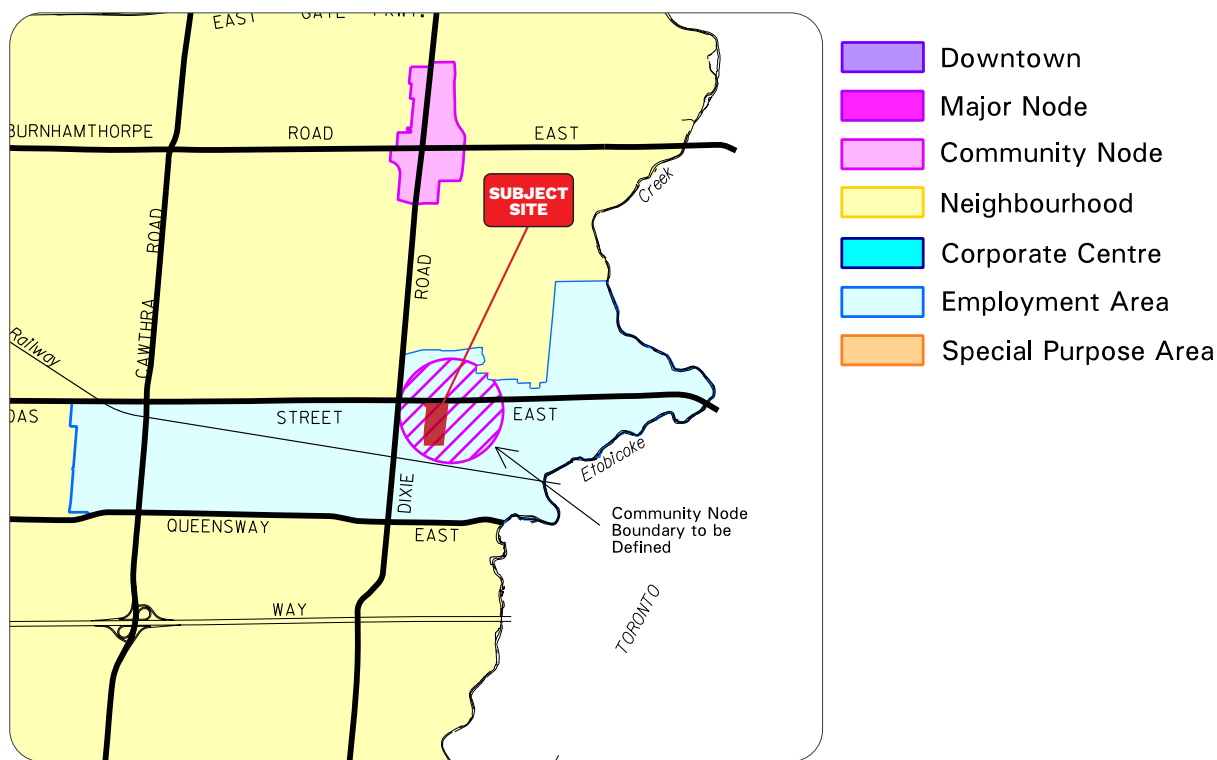 EAST GATE PKWY.
BURNHAMTHORPE ROAD EAST
Creek
SUBJECT
SITE
CAWTHRA ROAD
ROAD
Railway
DAS STREET EAST
Etobicoke
DIXIE
Community Node
Boundary to be
Defined
QUEENSWAY EAST
WAY
TORONTO
Downtown
Major Node
Community Node
Neighbourhood
Corporate Centre
Employment Area
Special Purpose Area